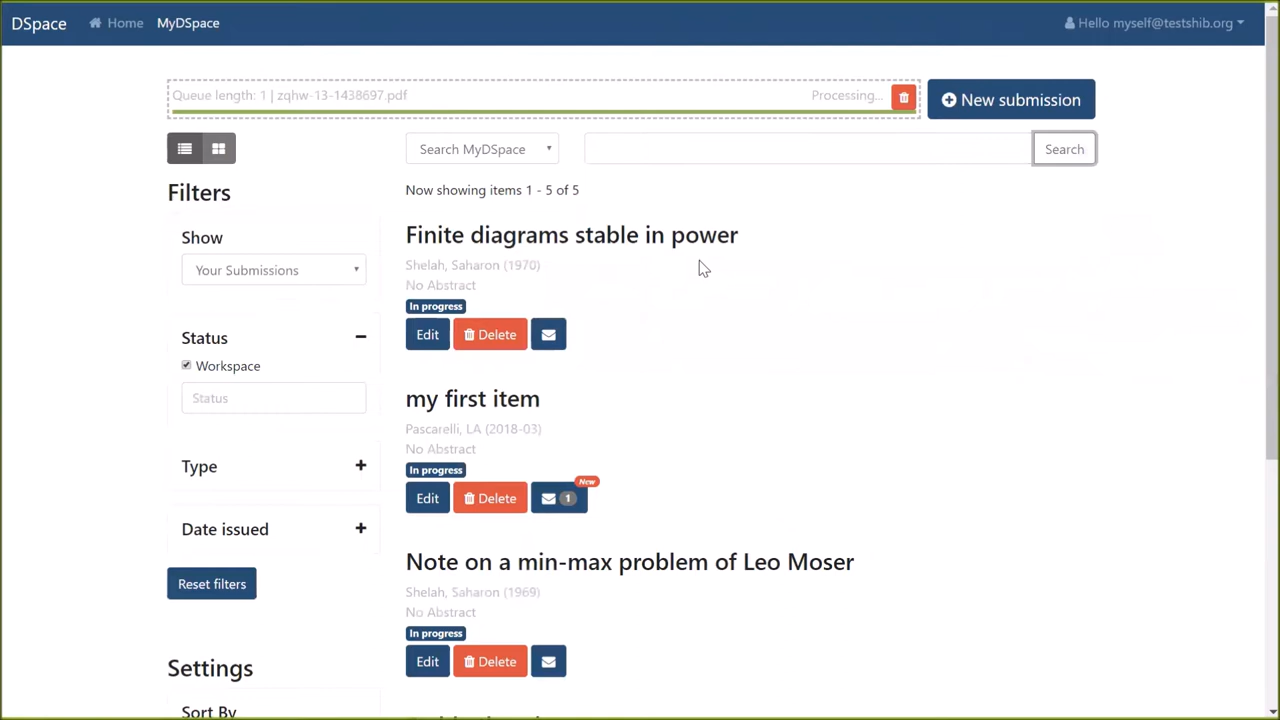 DSpace Home MyDSpace Hello myself@testshib.org
Queue length: 1 | zqhw-13-1438697.pdf Processing...
New submission
Search MyDSpace Search
Filters
Now showing items 1 - 5 of 5
Show
Your Submissions
Status
Workspace
Status
Type
Date issued
Reset filters
Settings
Sort By
Finite diagrams stable in power
Shelah, Saharon (1970)
No Abstract
In progress
Edit Delete
my first item
Pascarelli, LA (2018-03)
No Abstract
In progress
Edit Delete 1 New
Note on a min-max problem of Leo Moser
Shelah, Saharon (1969)
No Abstract
In progress
Edit Delete